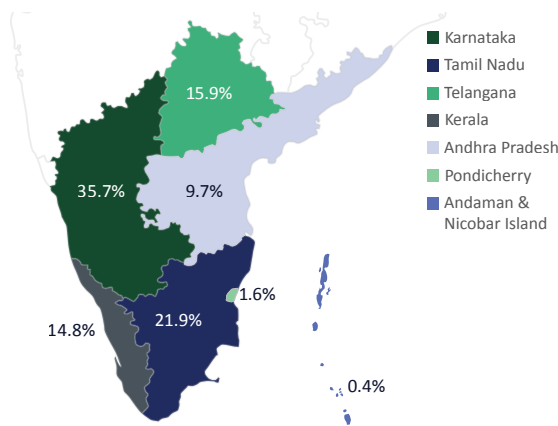 Karnataka
Tamil Nadu
Telangana
Kerala
Andhra Pradesh
Pondicherry
Andaman &
Nicobar Island
15.9%
35.7%
9.7%
1.6%
14.8%
21.9%
0.4%